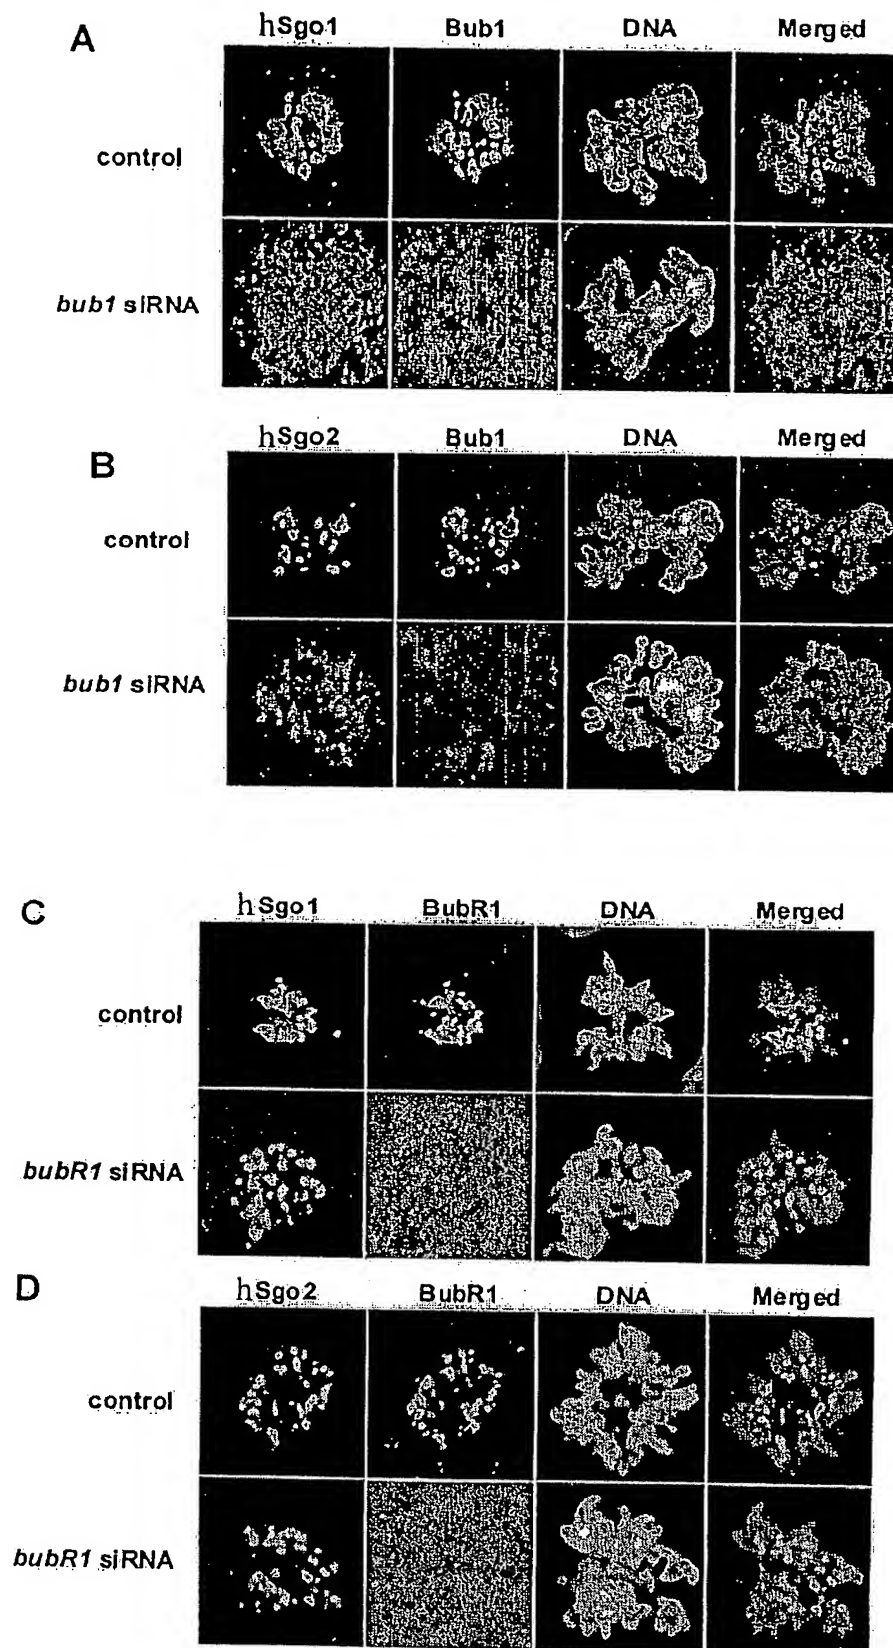 A
hSgo1 Bub1 DNA Merged
control
bub1 siRNA
B
hSgo2 Bub1 DNA Merged
control
bub1 siRNA
C
hSgo1 BubR1 DNA Merged
control
bubR1 siRNA
D
hSgo2 BubR1 DNA Merged
control
bubR1 siRNA